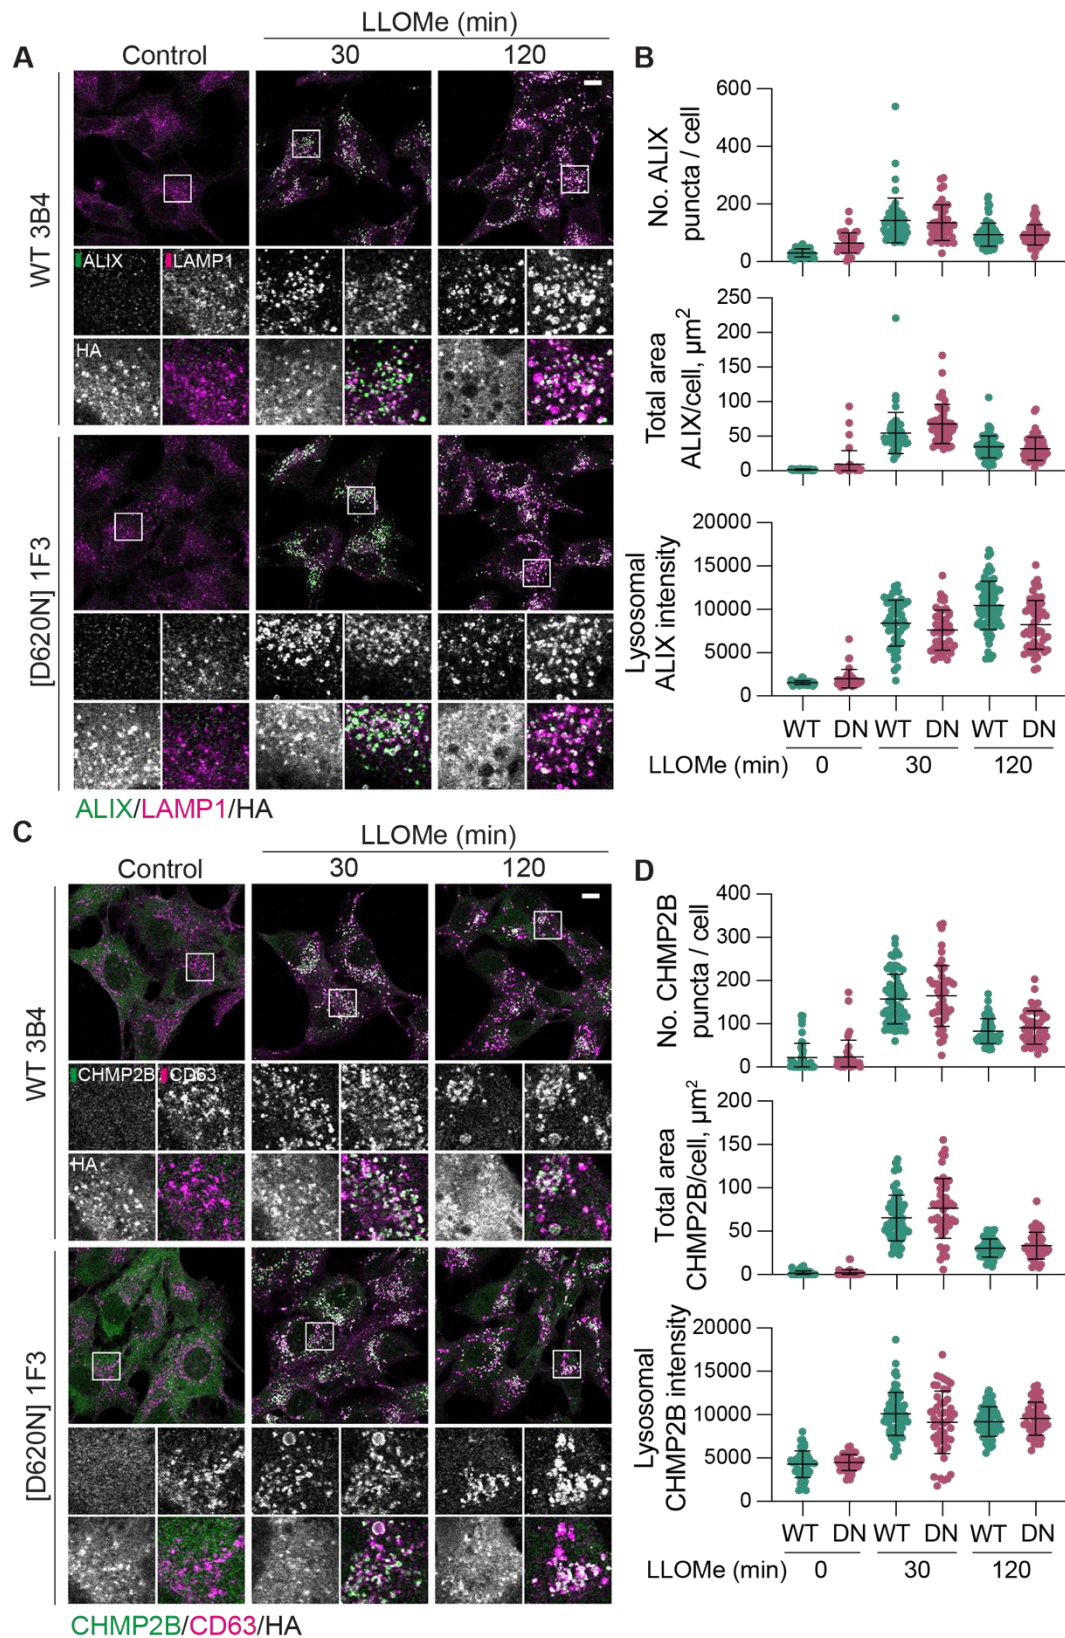 A
LLOMe (min)
Control
30
120
WT 3B4
ALIX
LAMP1
HA
[D620N] 1F3
ALIX/LAMP1/HA
B
No. ALIX
puncta / cell
600
400
200
0
Total area
ALIX/cell, µm²
250
200
150
100
50
0
Lysosomal
ALIX intensity
20000
15000
10000
5000
0
WT DN WT DN WT DN
LLOMe (min) 0 30 120
C
LLOMe (min)
Control
30
120
WT 3B4
CHMP2B
CD63
HA
[D620N] 1F3
CHMP2B/CD63/HA
D
No. CHMP2B
puncta / cell
400
300
200
100
0
Total area
CHMP2B/cell, µm²
200
150
100
50
0
Lysosomal
CHMP2B intensity
20000
15000
10000
5000
0
WT DN WT DN WT DN
LLOMe (min) 0 30 120